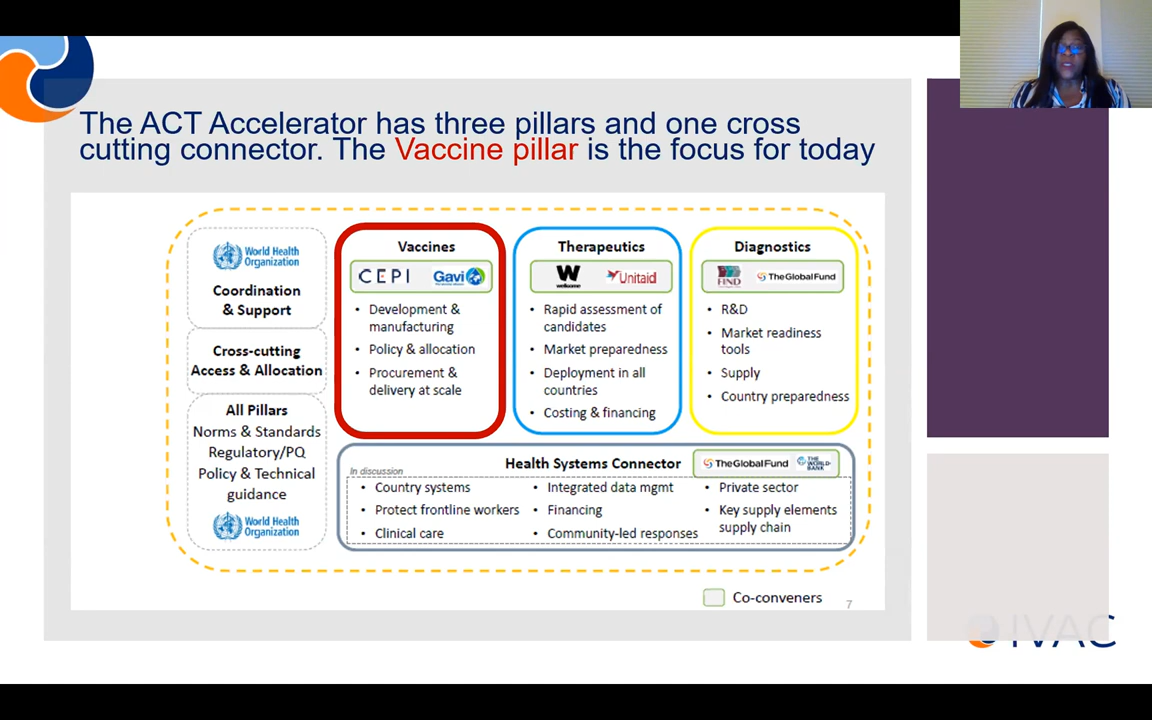 The ACT Accelerator has three pillars and one cross
cutting connector. The Vaccine pillar is the focus for today
World Health
Organization
Coordination
& Support
Cross-cutting
Access & Allocation
All Pillars
Norms & Standards
Regulatory/PQ
Policy & Technical
guidance
World Health
Organization
Vaccines
CEPI Gavi
• Development &
manufacturing
• Policy & allocation
• Procurement &
delivery at scale
Therapeutics
W
wellcome
Unitaid
• Rapid assessment of
candidates
• Market preparedness
• Deployment in all
countries
• Costing & financing
Diagnostics
FIND
TheGlobalFund
• R&D
• Market readiness
tools
• Supply
• Country preparedness
In discussion
Health Systems Connector
TheGlobalFund
THE
WORLD
BANK
• Country systems
• Protect frontline workers
• Clinical care
• Integrated data mgmt
• Financing
• Community-led responses
• Private sector
• Key supply elements
supply chain
Co-conveners
7
IVAC